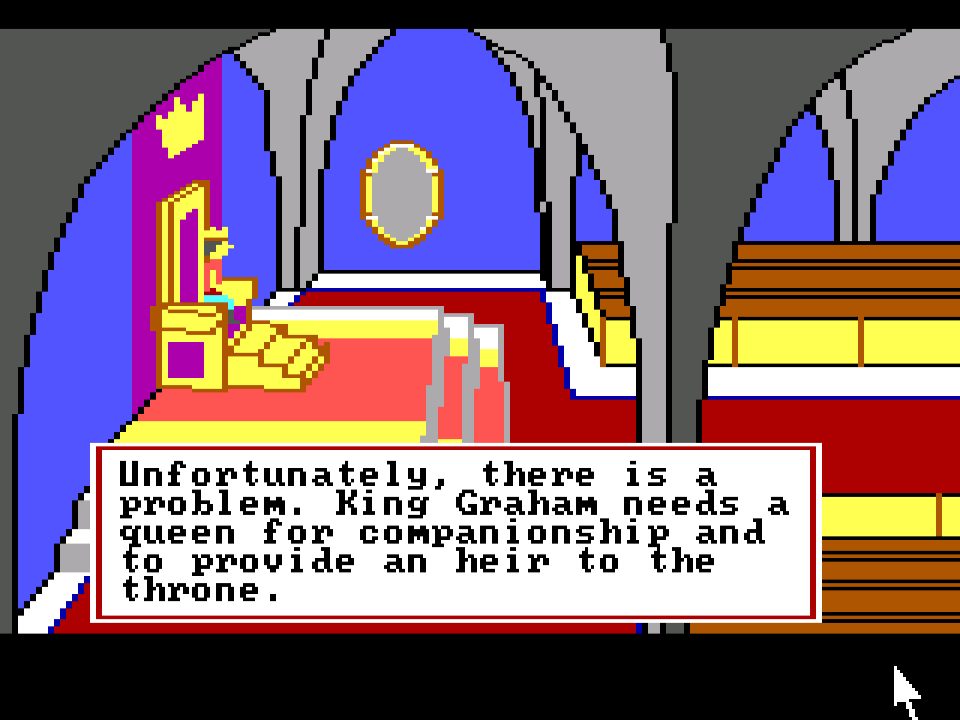 Unfortunately, there is a
problem. King Graham needs a
queen for companionship and
to provide an heir to the
throne.